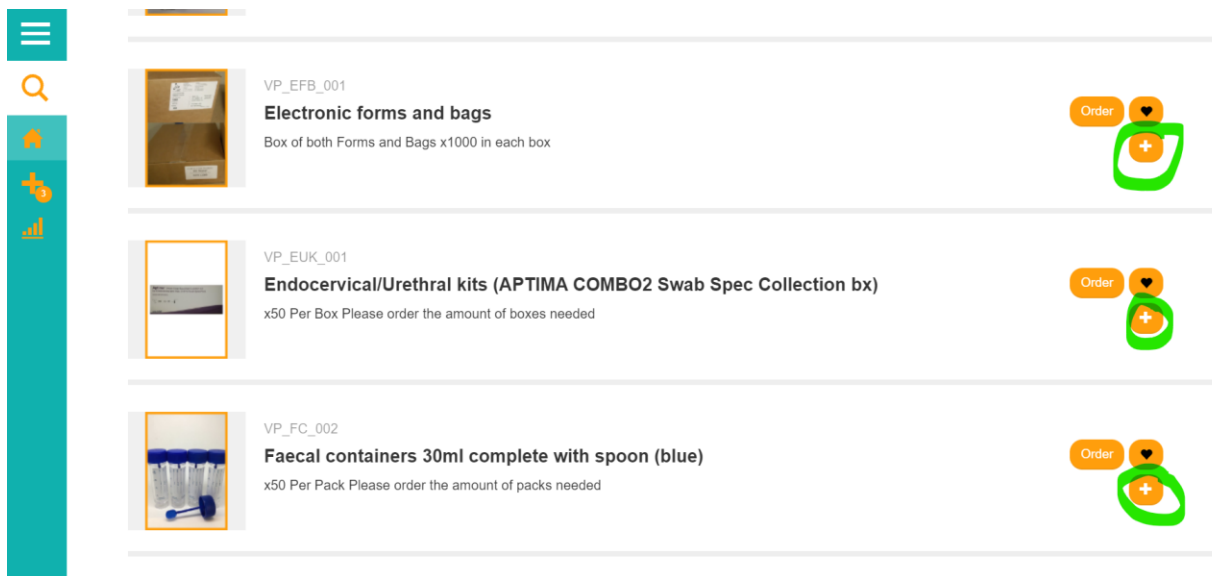 VP_EFB_001
Electronic forms and bags
Box of both Forms and Bags x1000 in each box
Order
VP_EUK_001
Endocervical/Urethral kits (APTIMA COMBO2 Swab Spec Collection bx)
x50 Per Box Please order the amount of boxes needed
Order
VP_FC_002
Faecal containers 30ml complete with spoon (blue)
x50 Per Pack Please order the amount of packs needed
Order